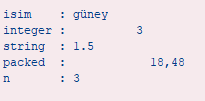 isim    : güney
integer :          3
string  : 1.5
packed  :            18,48
n       : 3